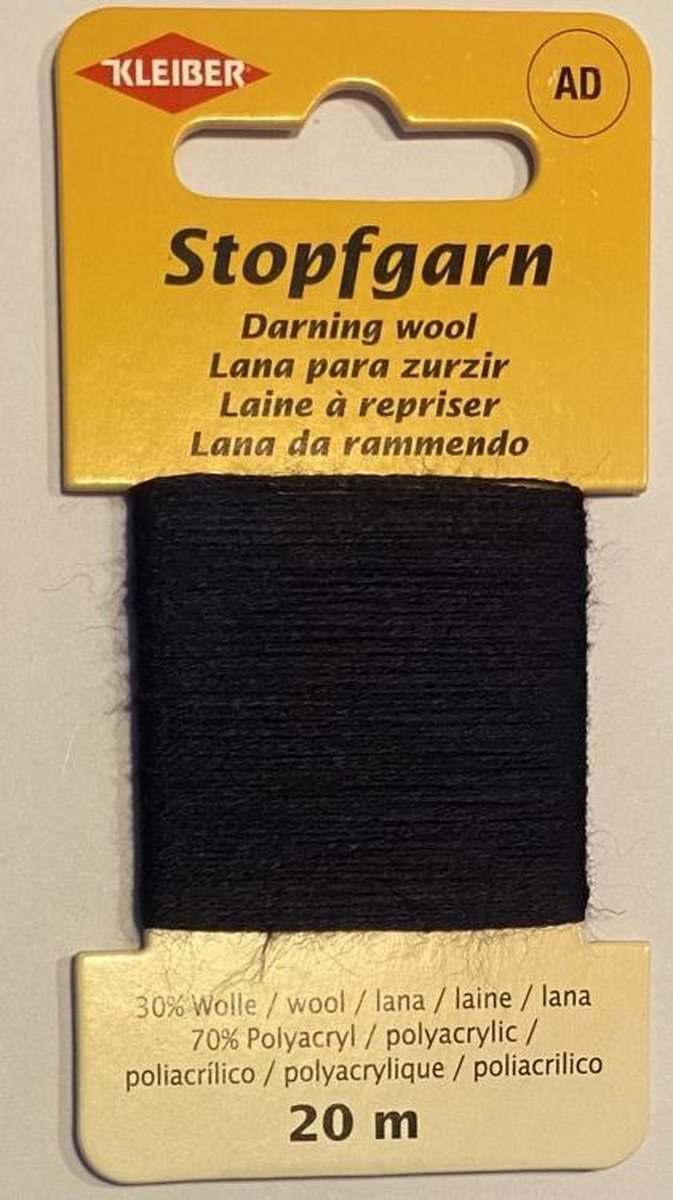 KLEIBER
AD
Stopfgarn
Darning wool
Lana para zurzir
Laine à repriser
Lana da rammendo
30% Wolle / wool / lana / laine / lana
70% Polyacryl / polyacrylic /
poliacrílico / polyacrylique / poliacrilico
20 m